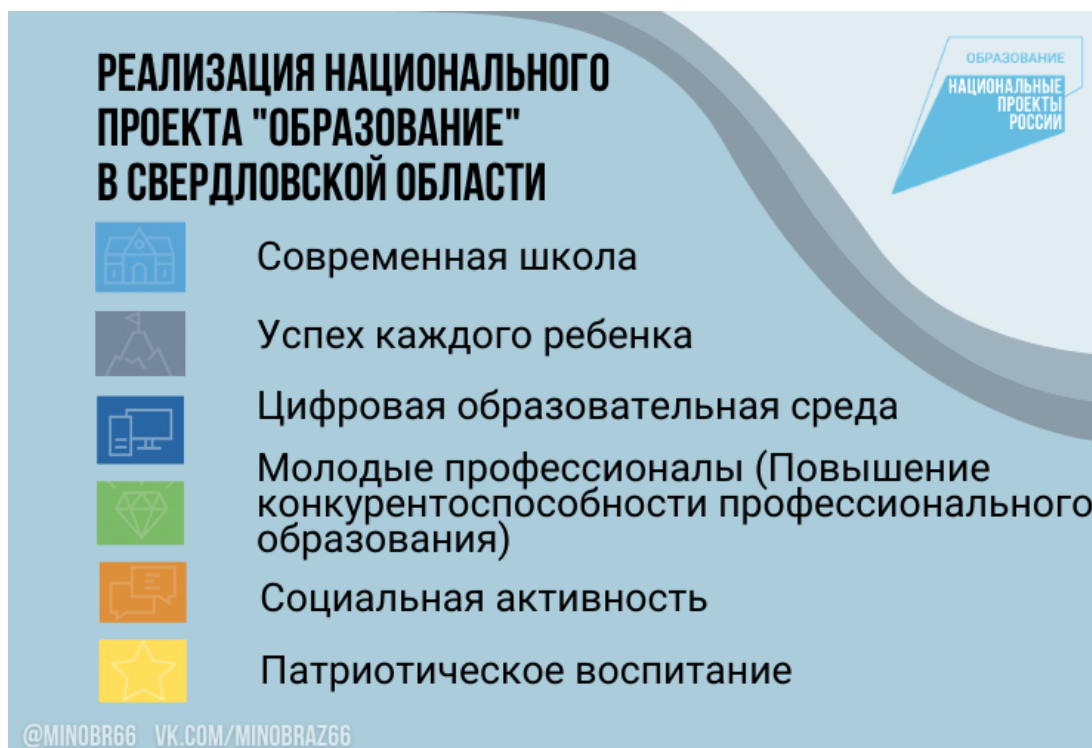 РЕАЛИЗАЦИЯ НАЦИОНАЛЬНОГО
ПРОЕКТА "ОБРАЗОВАНИЕ"
В СВЕРДЛОВСКОЙ ОБЛАСТИ
ОБРАЗОВАНИЕ
НАЦИОНАЛЬНЫЕ
ПРОЕКТЫ
РОССИИ
Современная школа
Успех каждого ребенка
Цифровая образовательная среда
Молодые профессионалы (Повышение
конкурентоспособности профессионального
образования)
Социальная активность
Патриотическое воспитание
@MINOBR66 VK.COM/MINOBRAZ66